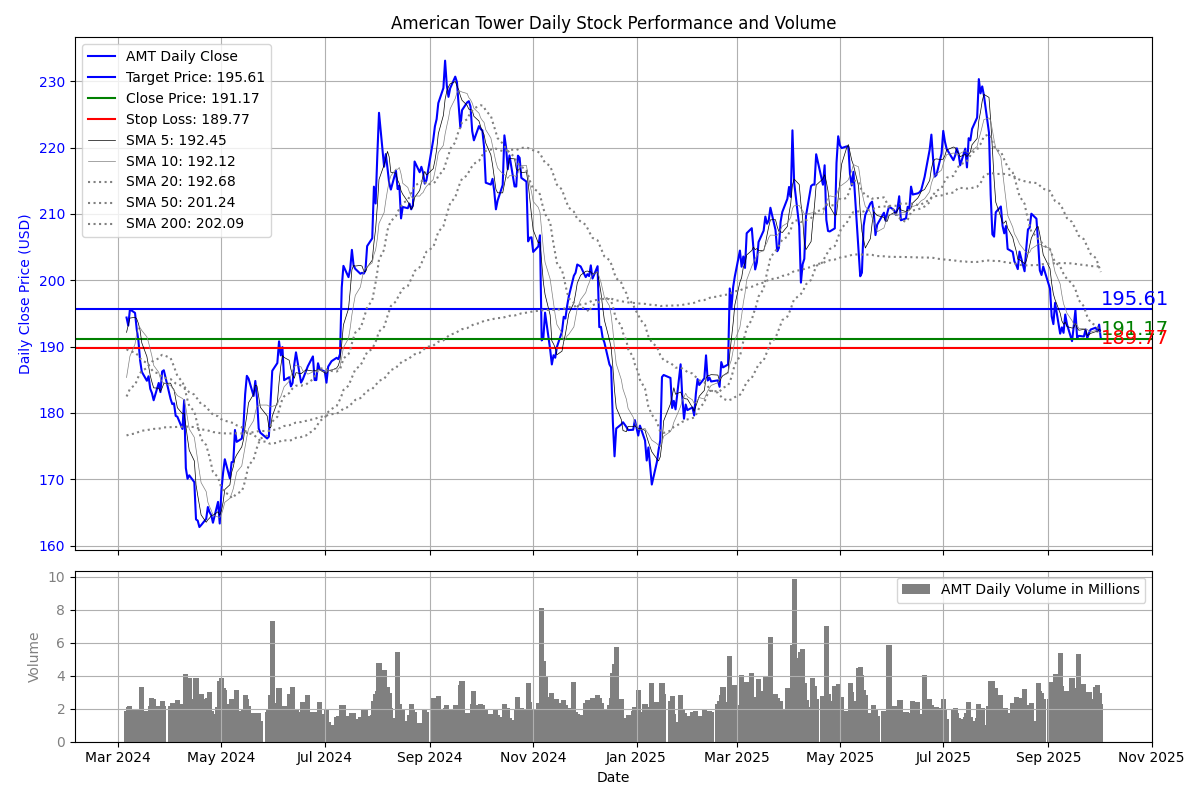 American Tower Daily Stock Performance and Volume
AMT Daily Close
Target Price: 195.61
Close Price: 191.17
Stop Loss: 189.77
SMA 5: 192.45
SMA 10: 192.12
SMA 20: 192.68
SMA 50: 201.24
SMA 200: 202.09
Daily Close Price (USD)
230
220
210
200
190
180
170
160
195.61
191.17
189.77
AMT Daily Volume in Millions
Volume
10
8
6
4
2
0
Mar 2024 May 2024 Jul 2024 Sep 2024 Nov 2024 Jan 2025 Mar 2025 May 2025 Jul 2025 Sep 2025 Nov 2025
Date